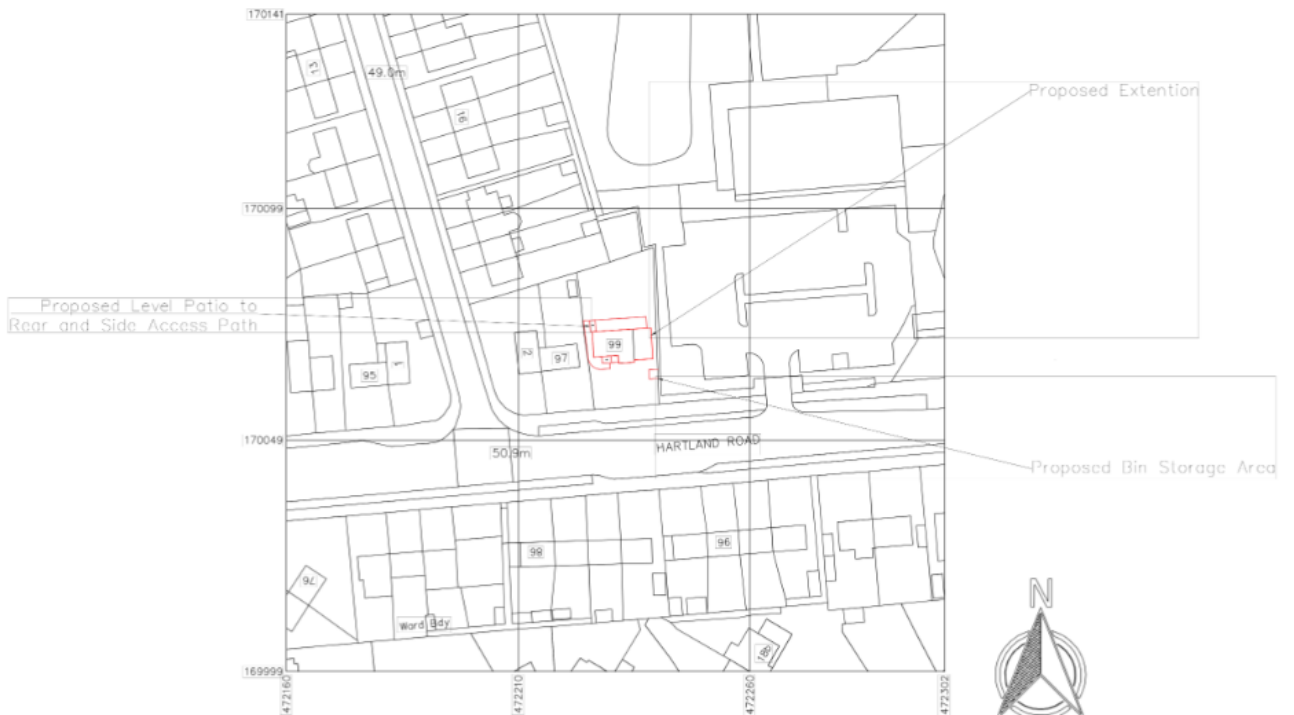 170141
13
49.0m
16
Proposed Extention
170099
Proposed Level Patio to
Rear and Side Access Path
99
2
97
1
95
170049
HARTLAND ROAD
50.9m
Proposed Bin Storage Area
98
96
76
Ward Bdy
18b
N
169999
472160
472210
472260
472302